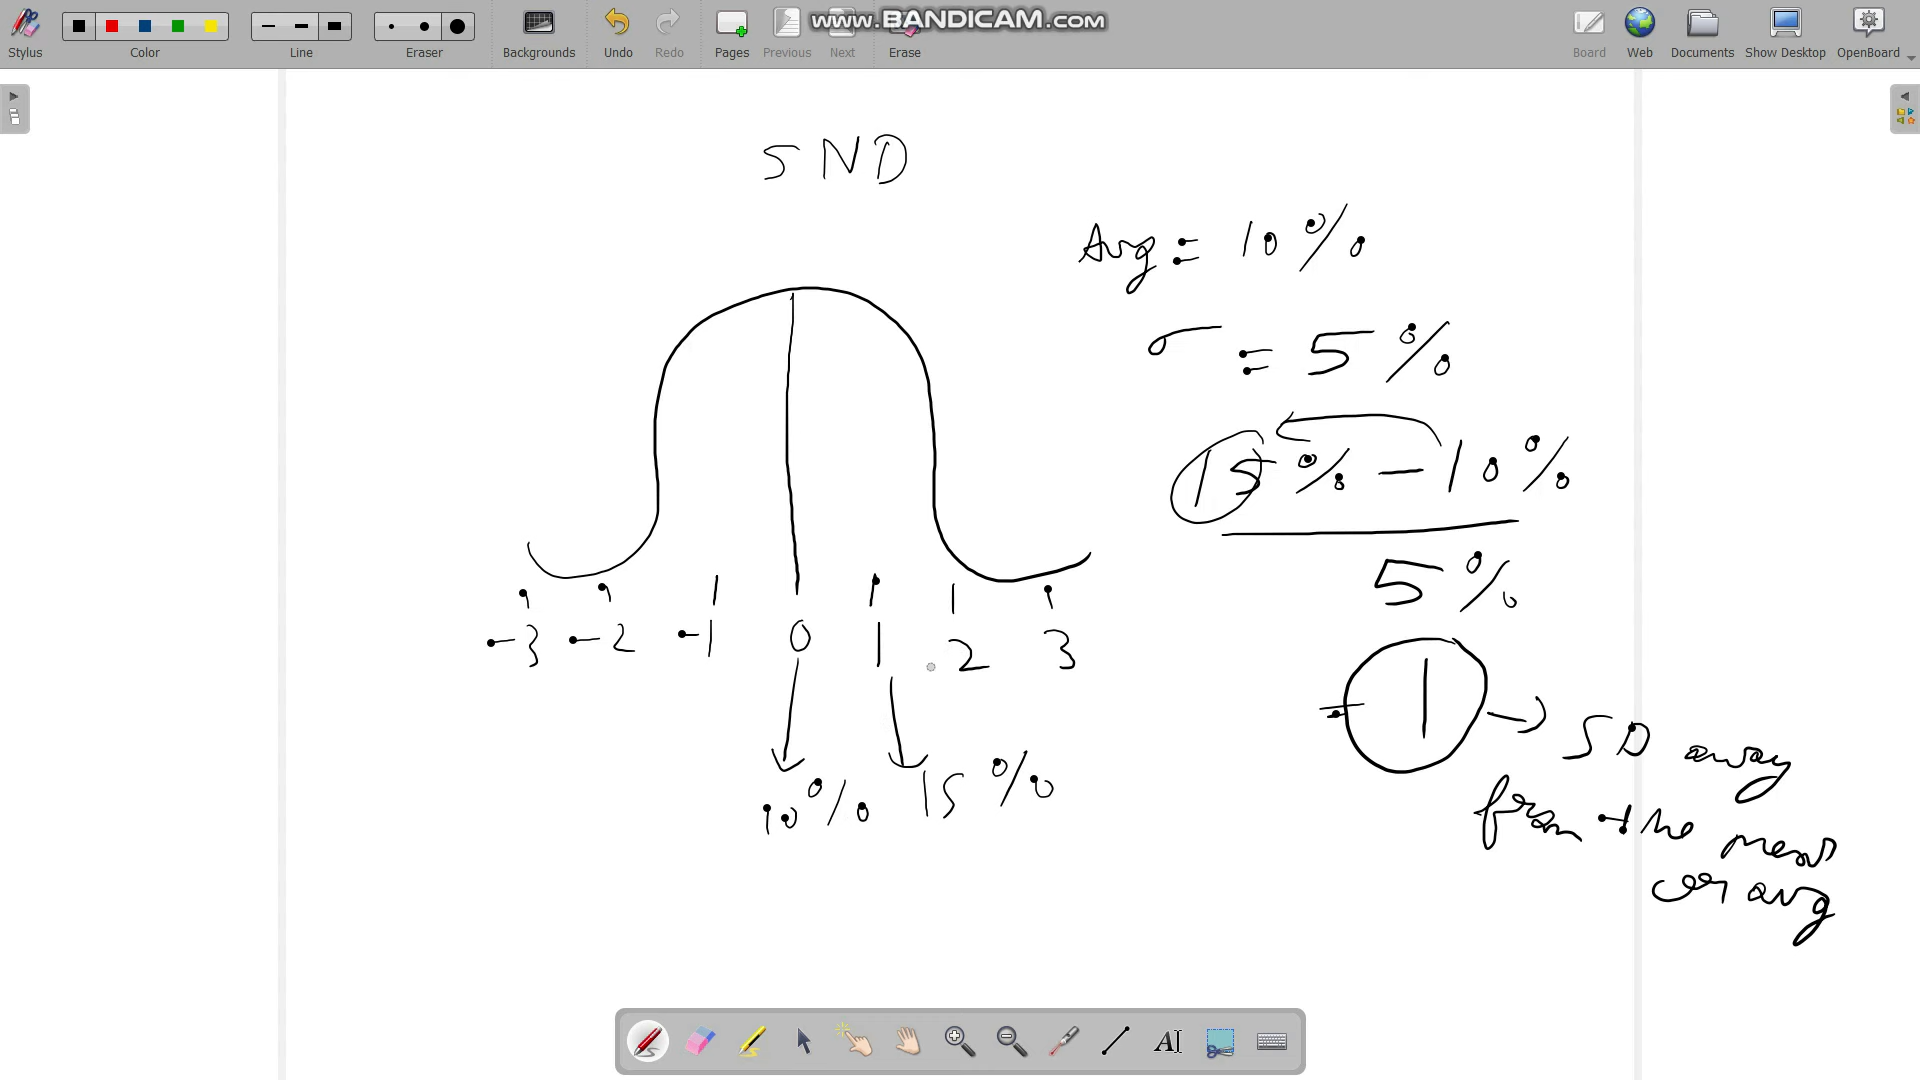 Stylus
Color
Line
Eraser
Backgrounds
Undo
Redo
Pages
Previous
Next
Erase
www.BANDICAM.com
Board
Web
Documents
Show Desktop
OpenBoard
SND
Avg = 10%
σ = 5%
15% - 10%
5%
= 1 → SD away
from the mean
or avg
-3 -2 -1 0 1 2 3
10% 15%
AI